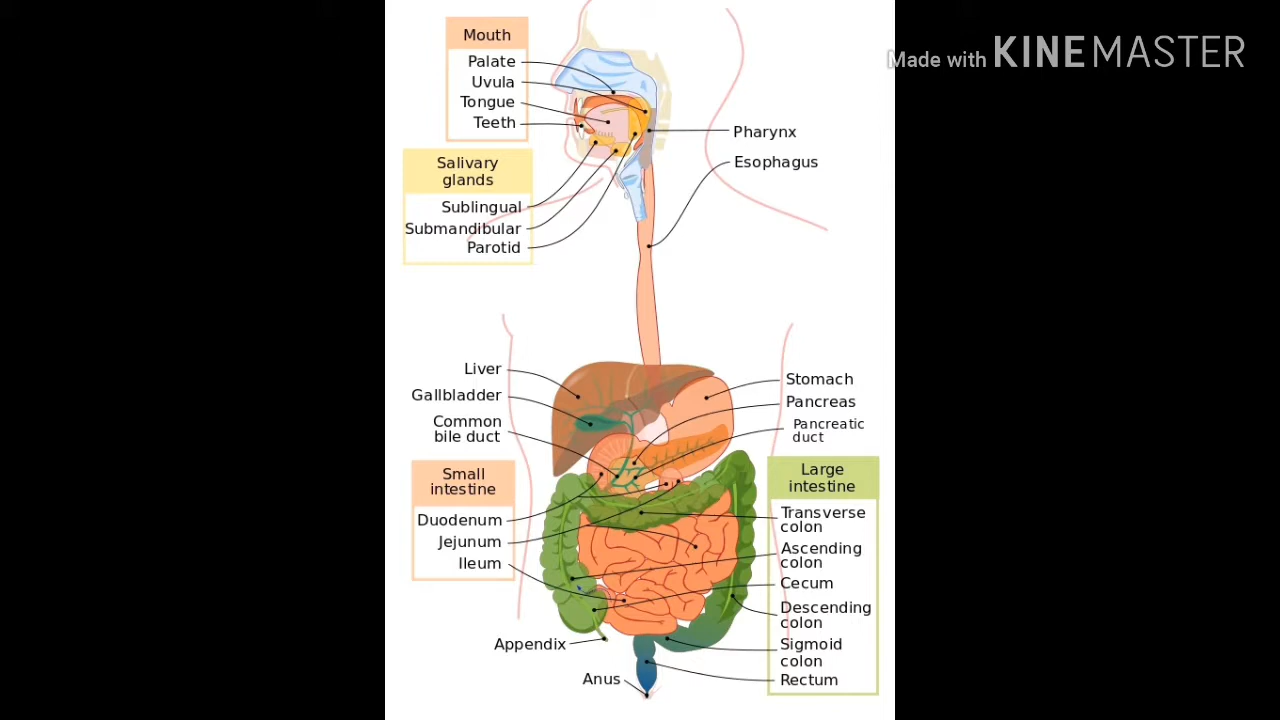 Made with KINEMASTER
Mouth
Palate
Uvula
Tongue
Teeth
Salivary
glands
Sublingual
Submandibular
Parotid
Pharynx
Esophagus
Liver
Gallbladder
Common
bile duct
Small
intestine
Duodenum
Jejunum
Ileum
Appendix
Anus
Stomach
Pancreas
Pancreatic
duct
Large
intestine
Transverse
colon
Ascending
colon
Cecum
Descending
colon
Sigmoid
colon
Rectum